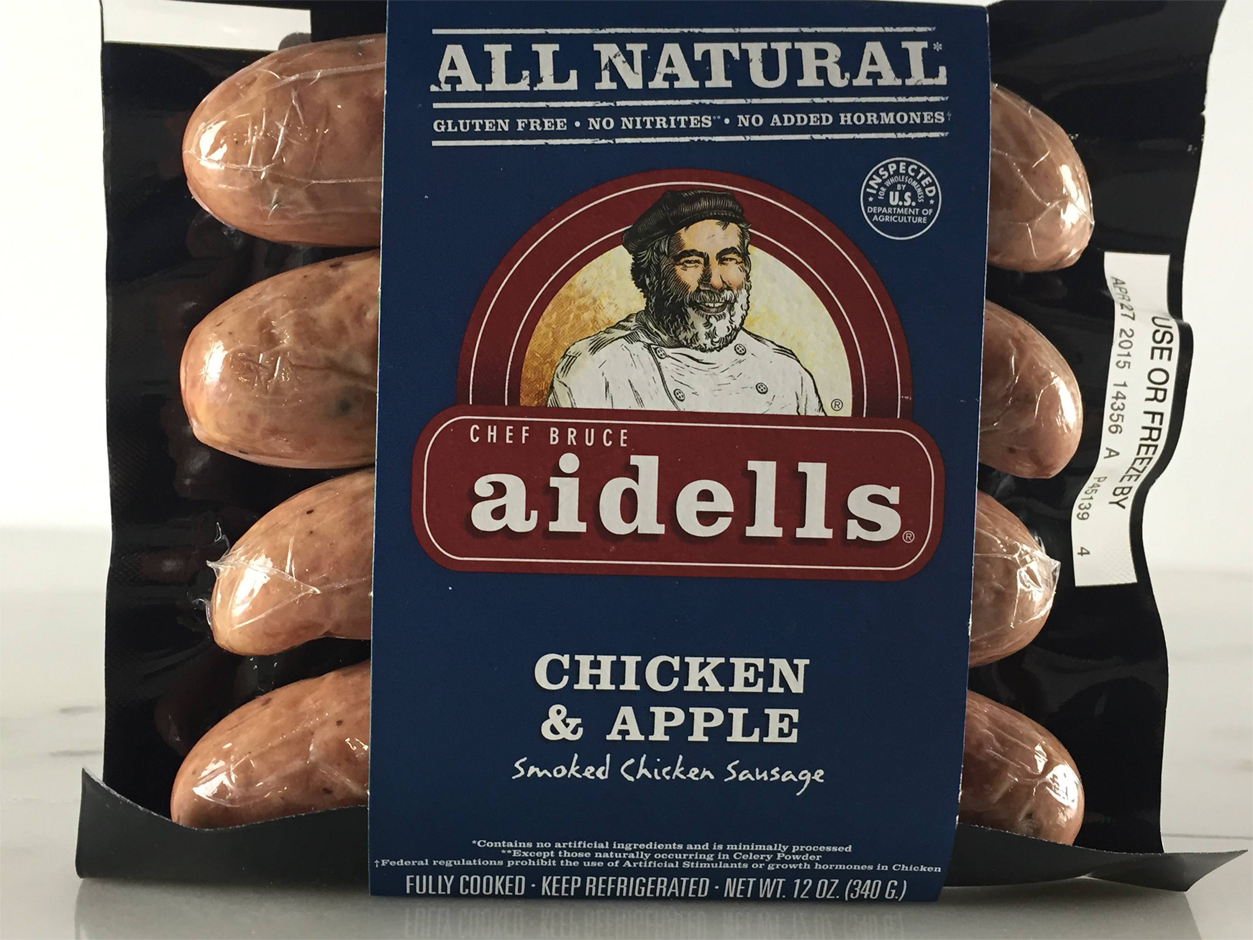 ALL NATURAL*
GLUTEN FREE • NO NITRITES** • NO ADDED HORMONES†
INSPECTED
FOR WHOLESOMENESS
BY
U.S.
DEPARTMENT OF
AGRICULTURE
®
CHEF BRUCE
aidells®
CHICKEN
& APPLE
Smoked Chicken Sausage
*Contains no artificial ingredients and is minimally processed
**Except those naturally occurring in Celery Powder
†Federal regulations prohibit the use of Artificial Stimulants or growth hormones in Chicken
FULLY COOKED · KEEP REFRIGERATED · NET WT. 12 OZ. (340 G.)
USE OR FREEZE BY
APR 27 2015 14356 A P45139 4